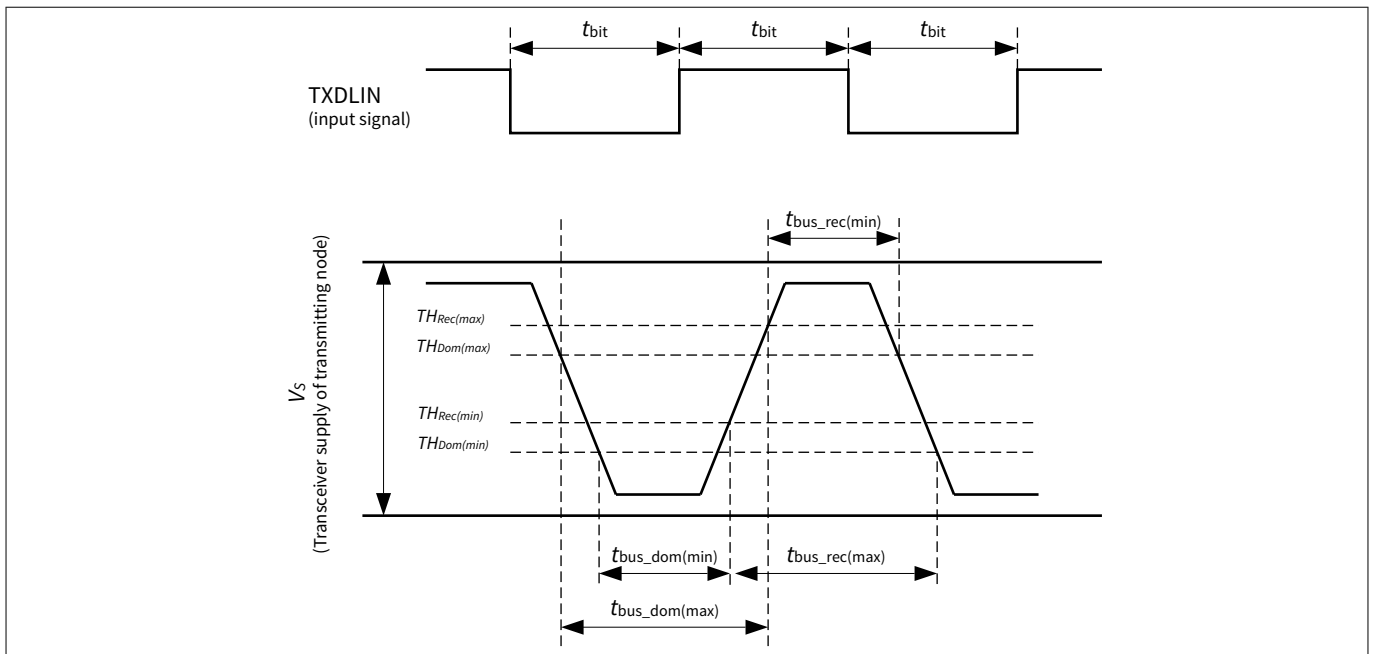 tbit
tbit
tbit
TXDLIN
(input signal)
tbus_rec(min)
VS
(Transceiver supply of transmitting node)
THRec(max)
THDom(max)
THRec(min)
THDom(min)
tbus_dom(min)
tbus_rec(max)
tbus_dom(max)